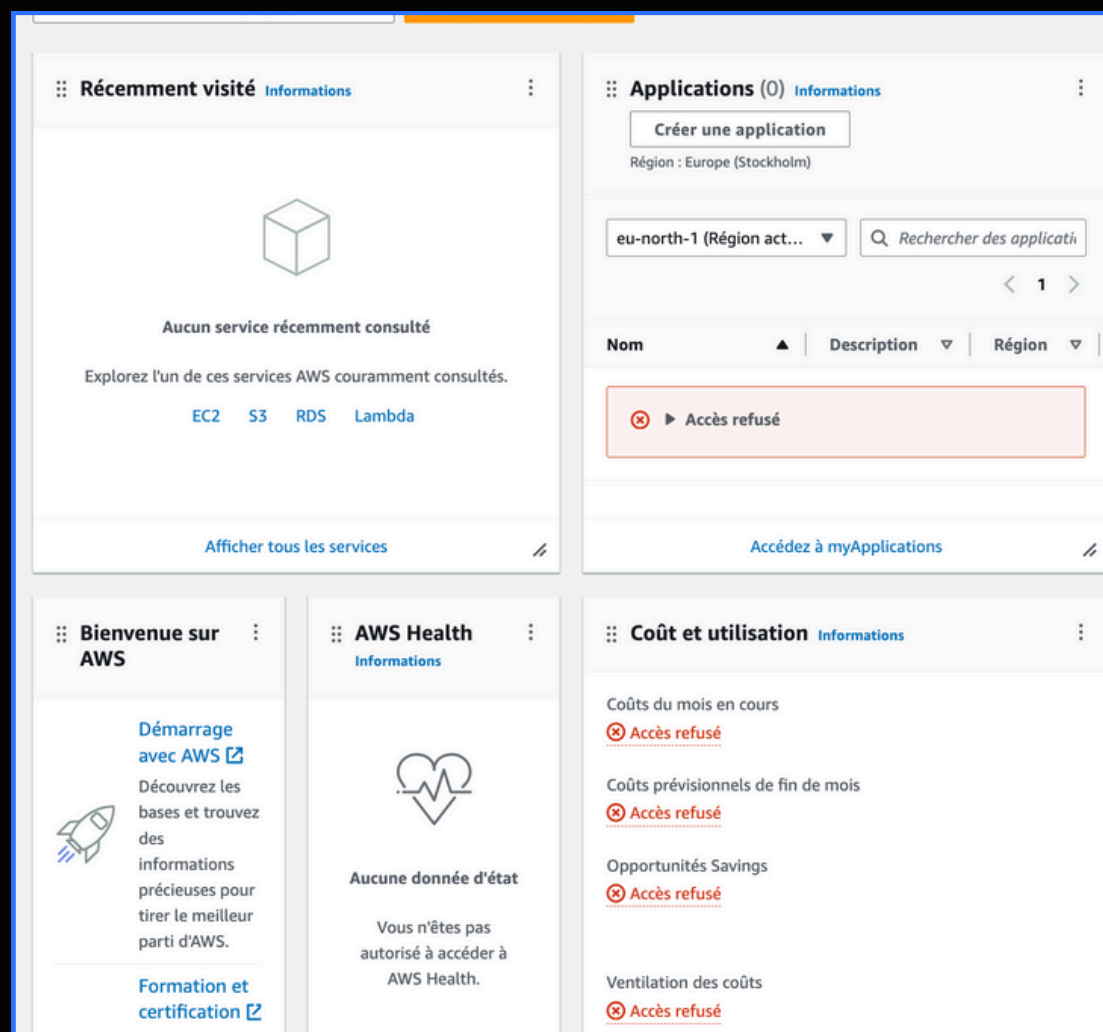 Récemment visité Informations
Aucun service récemment consulté
Explorez l'un de ces services AWS couramment consultés.
EC2 S3 RDS Lambda
Afficher tous les services
Applications (0) Informations
Créer une application
Région : Europe (Stockholm)
eu-north-1 (Région act... Rechercher des applicati
1
Nom Description Région
Accès refusé
Accédez à myApplications
Bienvenue sur
AWS
Démarrage
avec AWS
Découvrez les
bases et trouvez
des
informations
précieuses pour
tirer le meilleur
parti d'AWS.
Formation et
certification
AWS Health
Informations
Aucune donnée d'état
Vous n'êtes pas
autorisé à accéder à
AWS Health.
Coût et utilisation Informations
Coûts du mois en cours
Accès refusé
Coûts prévisionnels de fin de mois
Accès refusé
Opportunités Savings
Accès refusé
Ventilation des coûts
Accès refusé